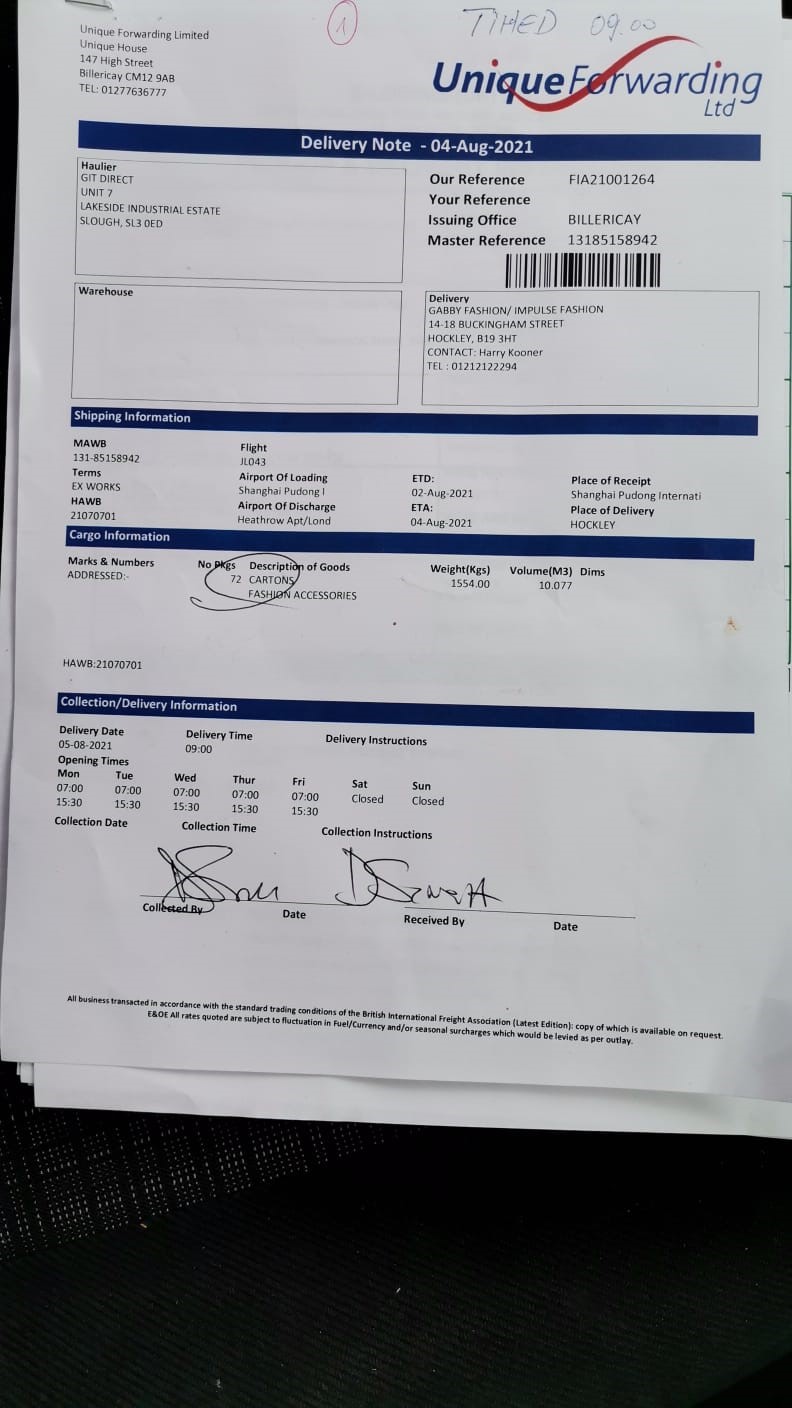 Unique Forwarding Limited
Unique House
147 High Street
Billericay CM12 9AB
TEL: 01277636777
1
TIMED 09.00
Unique Forwarding
Ltd
Delivery Note - 04-Aug-2021
Haulier
GIT DIRECT
UNIT 7
LAKESIDE INDUSTRIAL ESTATE
SLOUGH, SL3 0ED
Our Reference FIA21001264
Your Reference
Issuing Office BILLERICAY
Master Reference 13185158942
Warehouse
Delivery
GABBY FASHION/ IMPULSE FASHION
14-18 BUCKINGHAM STREET
HOCKLEY, B19 3HT
CONTACT: Harry Kooner
TEL : 01212122294
Shipping Information
MAWB
131-85158942
Terms
EX WORKS
HAWB
21070701
Flight
JL043
Airport Of Loading
Shanghai Pudong I
Airport Of Discharge
Heathrow Apt/Lond
ETD:
02-Aug-2021
ETA:
04-Aug-2021
Place of Receipt
Shanghai Pudong Internati
Place of Delivery
HOCKLEY
Cargo Information
Marks & Numbers No Pkgs Description of Goods Weight(Kgs) Volume(M3) Dims
ADDRESSED:- 72 CARTONS 1554.00 10.077
FASHION ACCESSORIES
HAWB:21070701
Collection/Delivery Information
Delivery Date Delivery Time Delivery Instructions
05-08-2021 09:00
Opening Times
Mon Tue Wed Thur Fri Sat Sun
07:00 07:00 07:00 07:00 07:00 Closed Closed
15:30 15:30 15:30 15:30 15:30
Collection Date Collection Time Collection Instructions
Collected By Date Received By Date
All business transacted in accordance with the standard trading conditions of the British International Freight Association (Latest Edition): copy of which is available on request.
E&OE All rates quoted are subject to fluctuation in Fuel/Currency and/or seasonal surcharges which would be levied as per outlay.